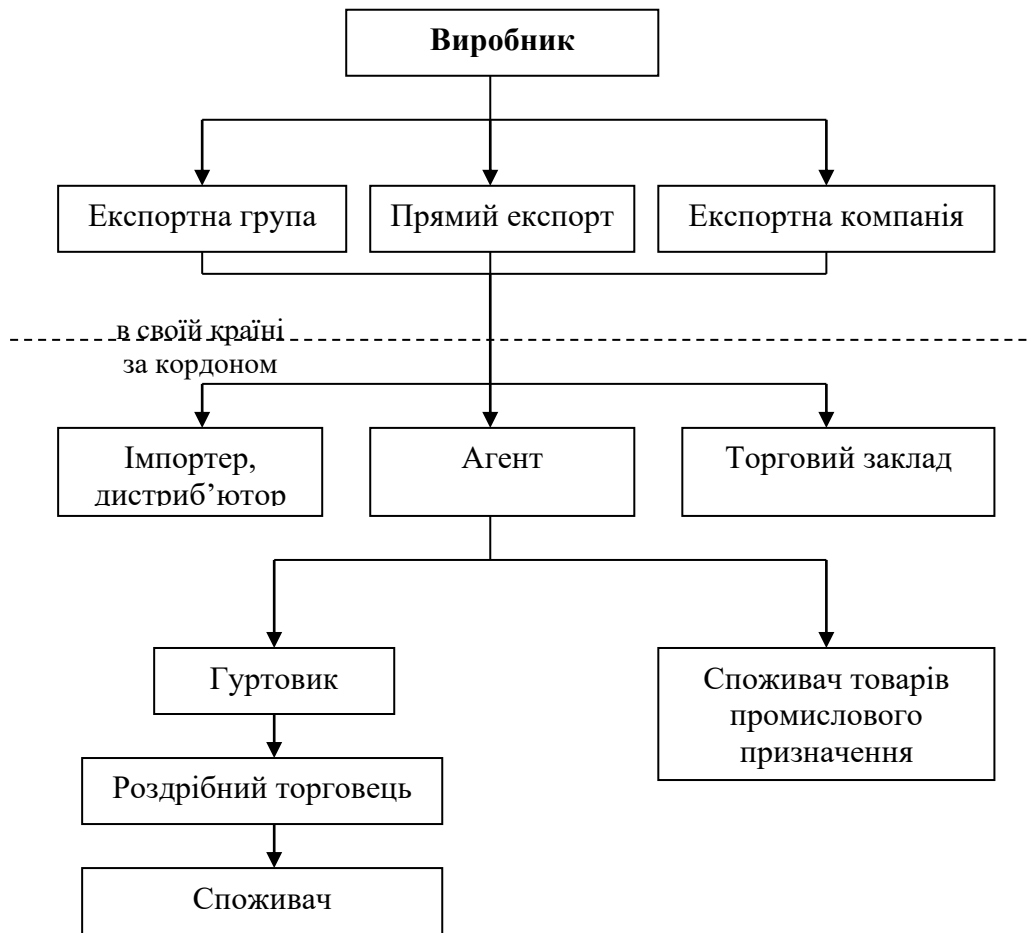 Виробник
Експортна група
Прямий експорт
Експортна компанія
в своїй країні
за кордоном
Імпортер,
дистриб’ютор
Агент
Торговий заклад
Гуртовик
Споживач товарів
промислового
призначення
Роздрібний торговець
Споживач